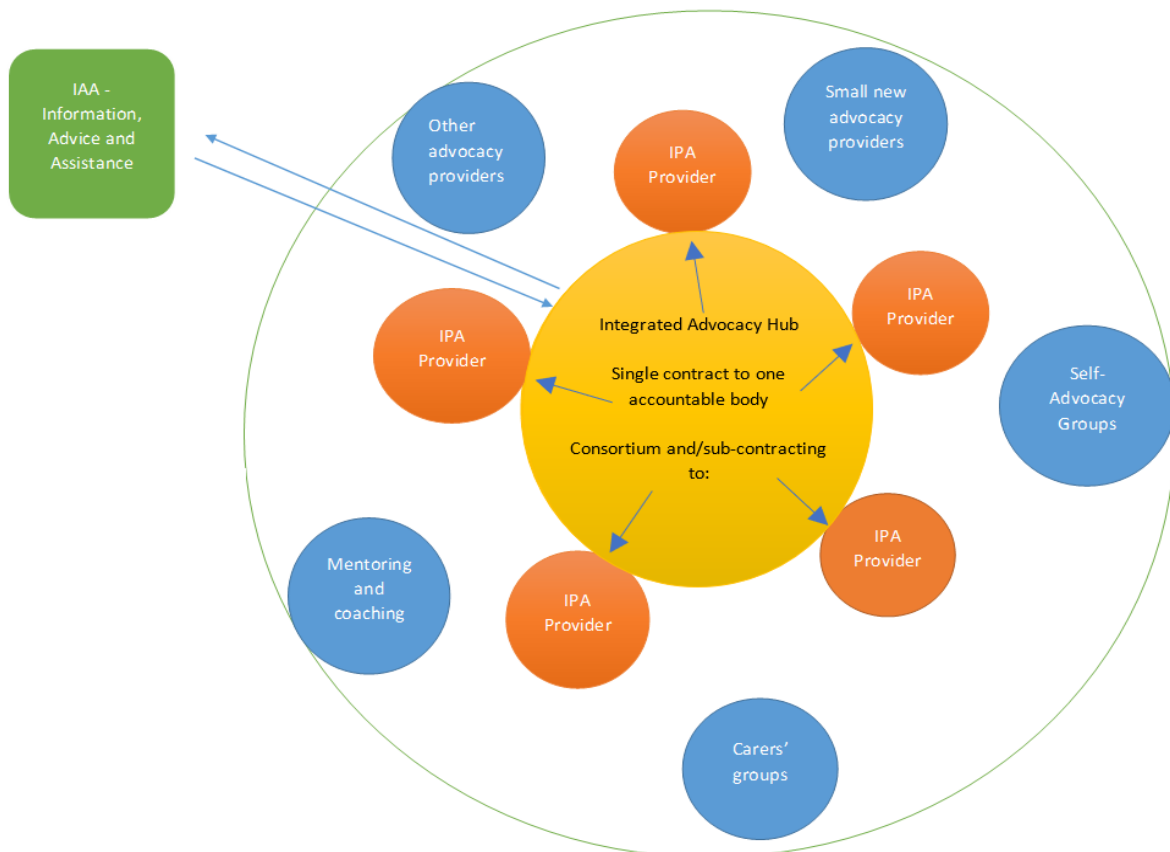 IAA -
Information,
Advice and
Assistance
Other
advocacy
providers
IPA
Provider
Small new
advocacy
providers
IPA
Provider
IPA
Provider
Integrated Advocacy Hub
Single contract to one
accountable body
Consortium and/sub-contracting
to:
Self-
Advocacy
Groups
Mentoring
and
coaching
IPA
Provider
IPA
Provider
Carers’
groups